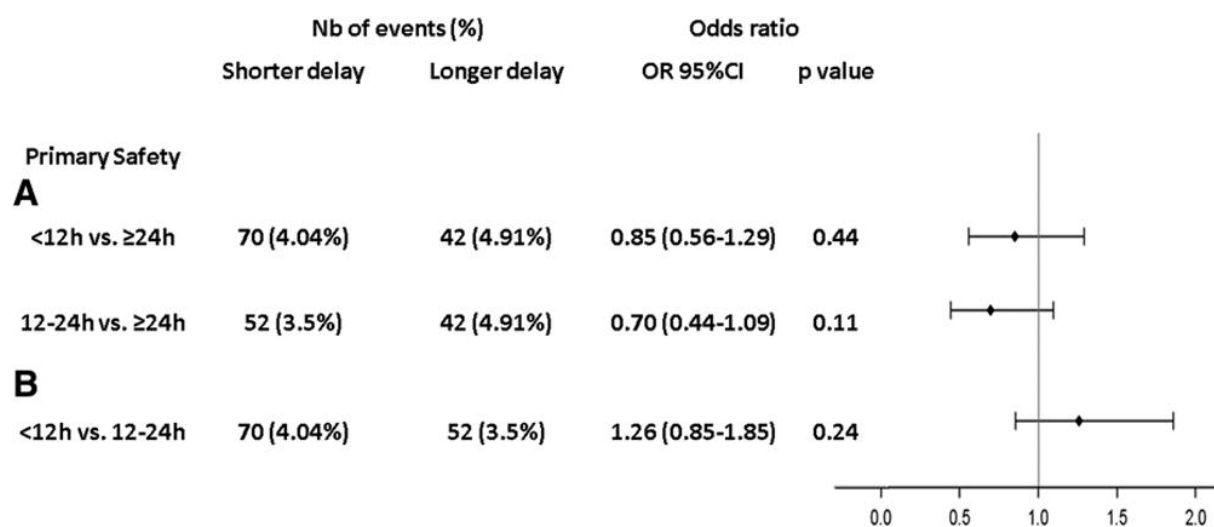 Nb of events (%) Odds ratio
Shorter delay Longer delay OR 95%CI p value
Primary Safety
A
<12h vs. ≥24h 70 (4.04%) 42 (4.91%) 0.85 (0.56-1.29) 0.44
12-24h vs. ≥24h 52 (3.5%) 42 (4.91%) 0.70 (0.44-1.09) 0.11
B
<12h vs. 12-24h 70 (4.04%) 52 (3.5%) 1.26 (0.85-1.85) 0.24
0.0 0.5 1.0 1.5 2.0